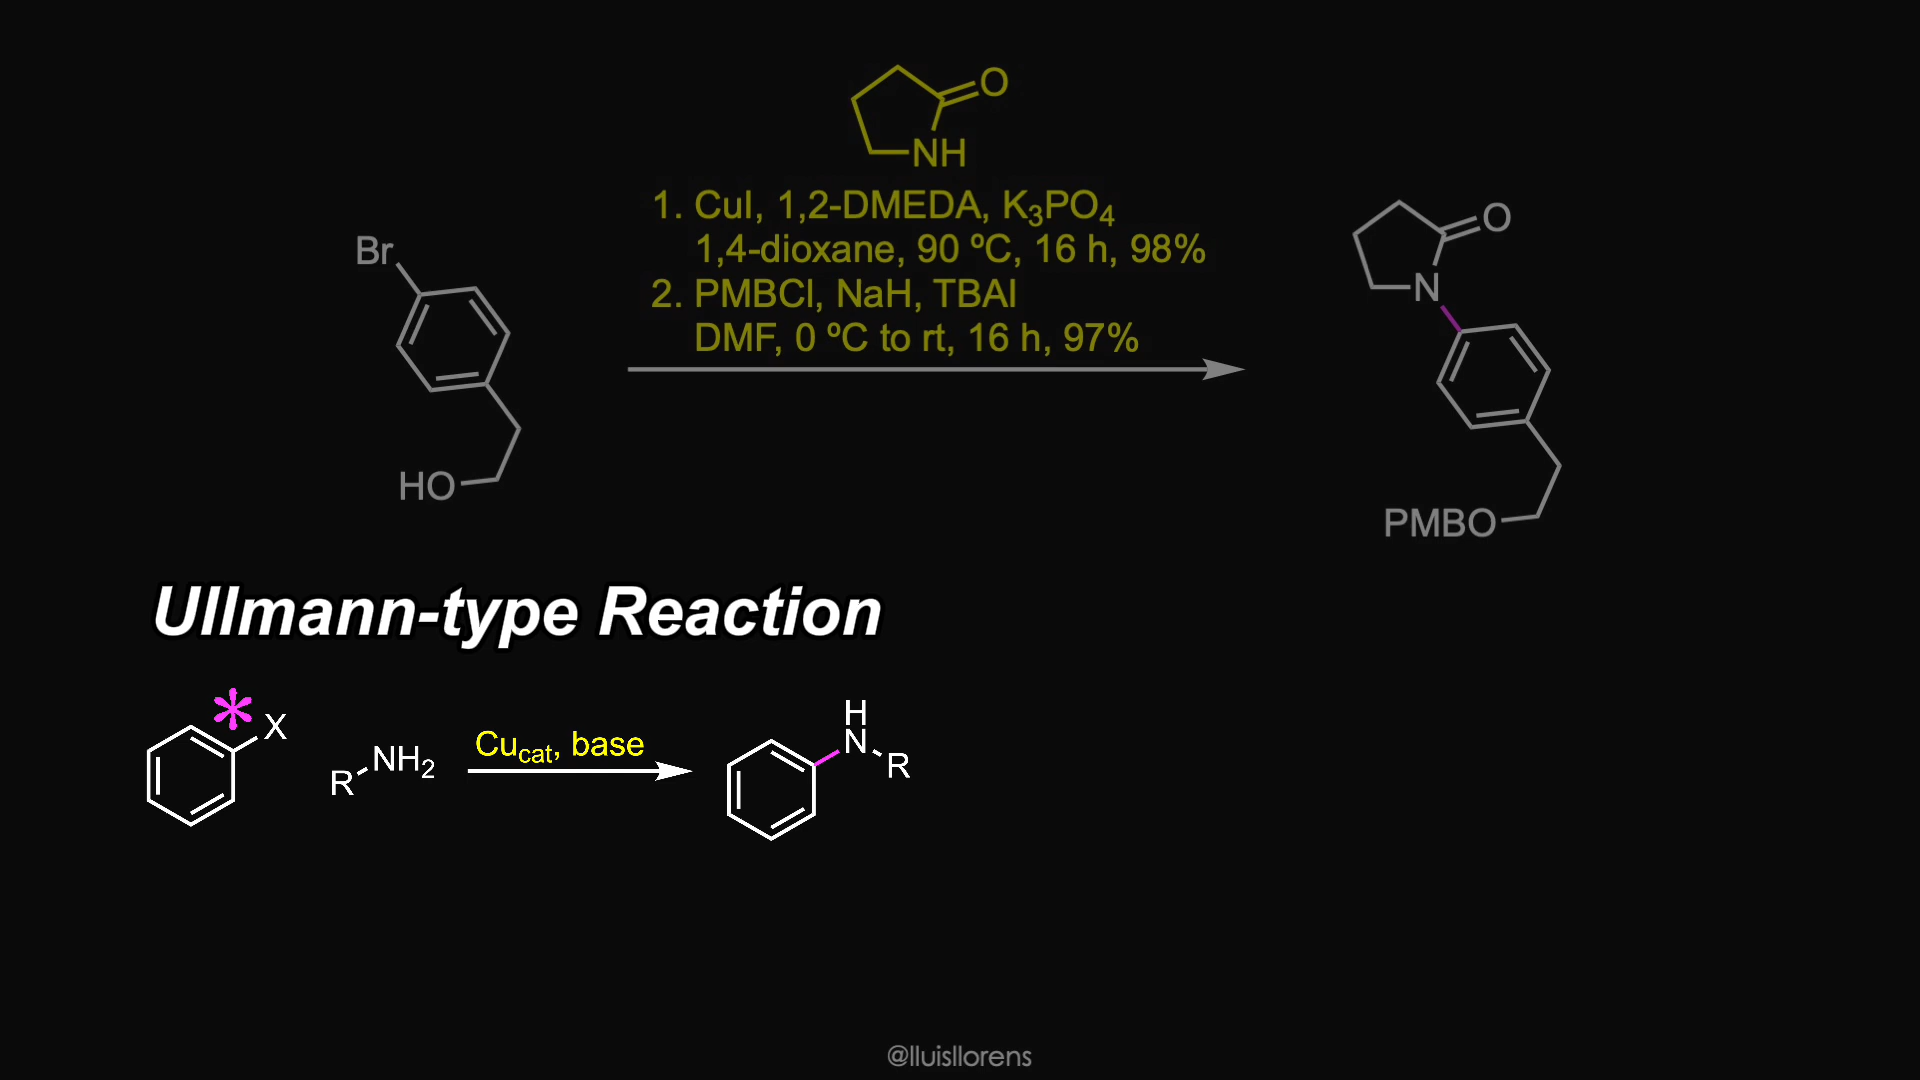 O
NH
1. CuI, 1,2-DMEDA, K₃PO₄
1,4-dioxane, 90 ºC, 16 h, 98%
2. PMBCl, NaH, TBAI
DMF, 0 ºC to rt, 16 h, 97%
Br
HO
O
N
PMBO
Ullmann-type Reaction
* X
R NH₂
Cucat, base
H
N
R
@lluisllorens